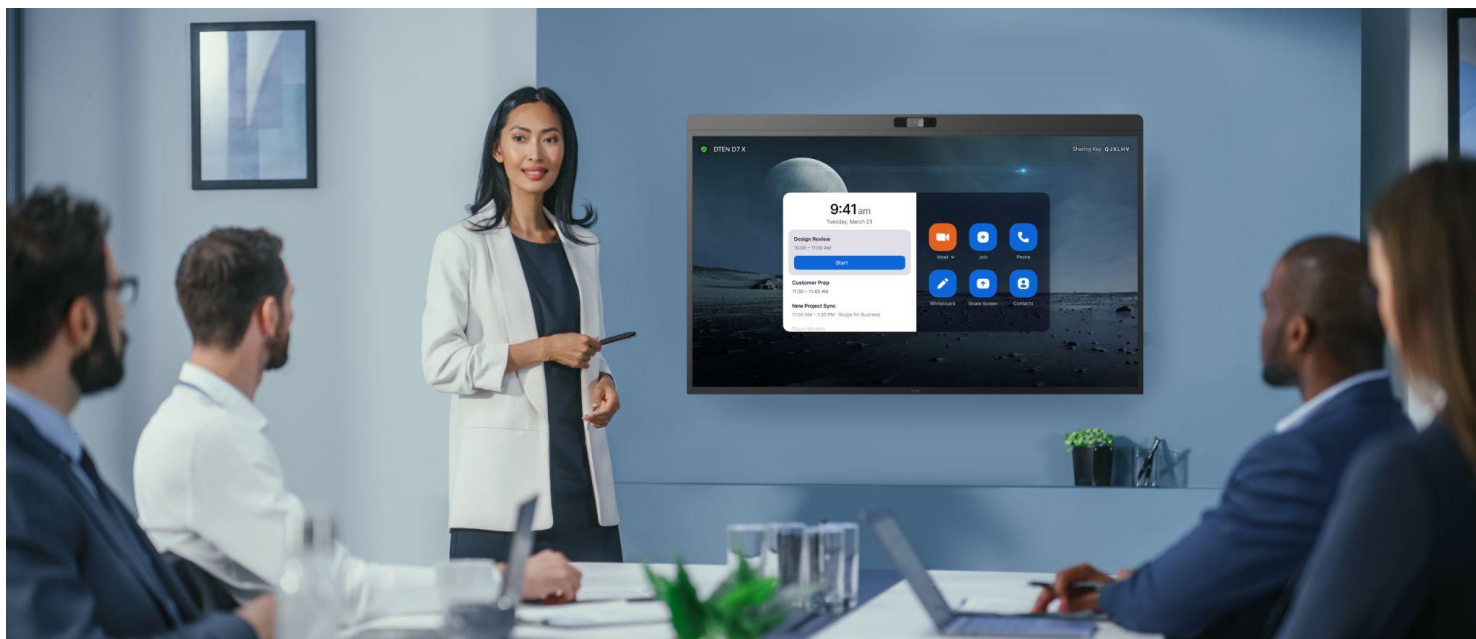 DTEN D7 X
Sharing Key: QJXLHV
9:41 am
Tuesday, March 23
Design Review
10:00 – 11:00 AM
Start
Customer Prep
11:30 – 11:45 AM
New Project Sync
11:50 AM – 1:30 PM · Skype for Business
Meet
Join
Phone
Whiteboard
Share Screen
Contacts